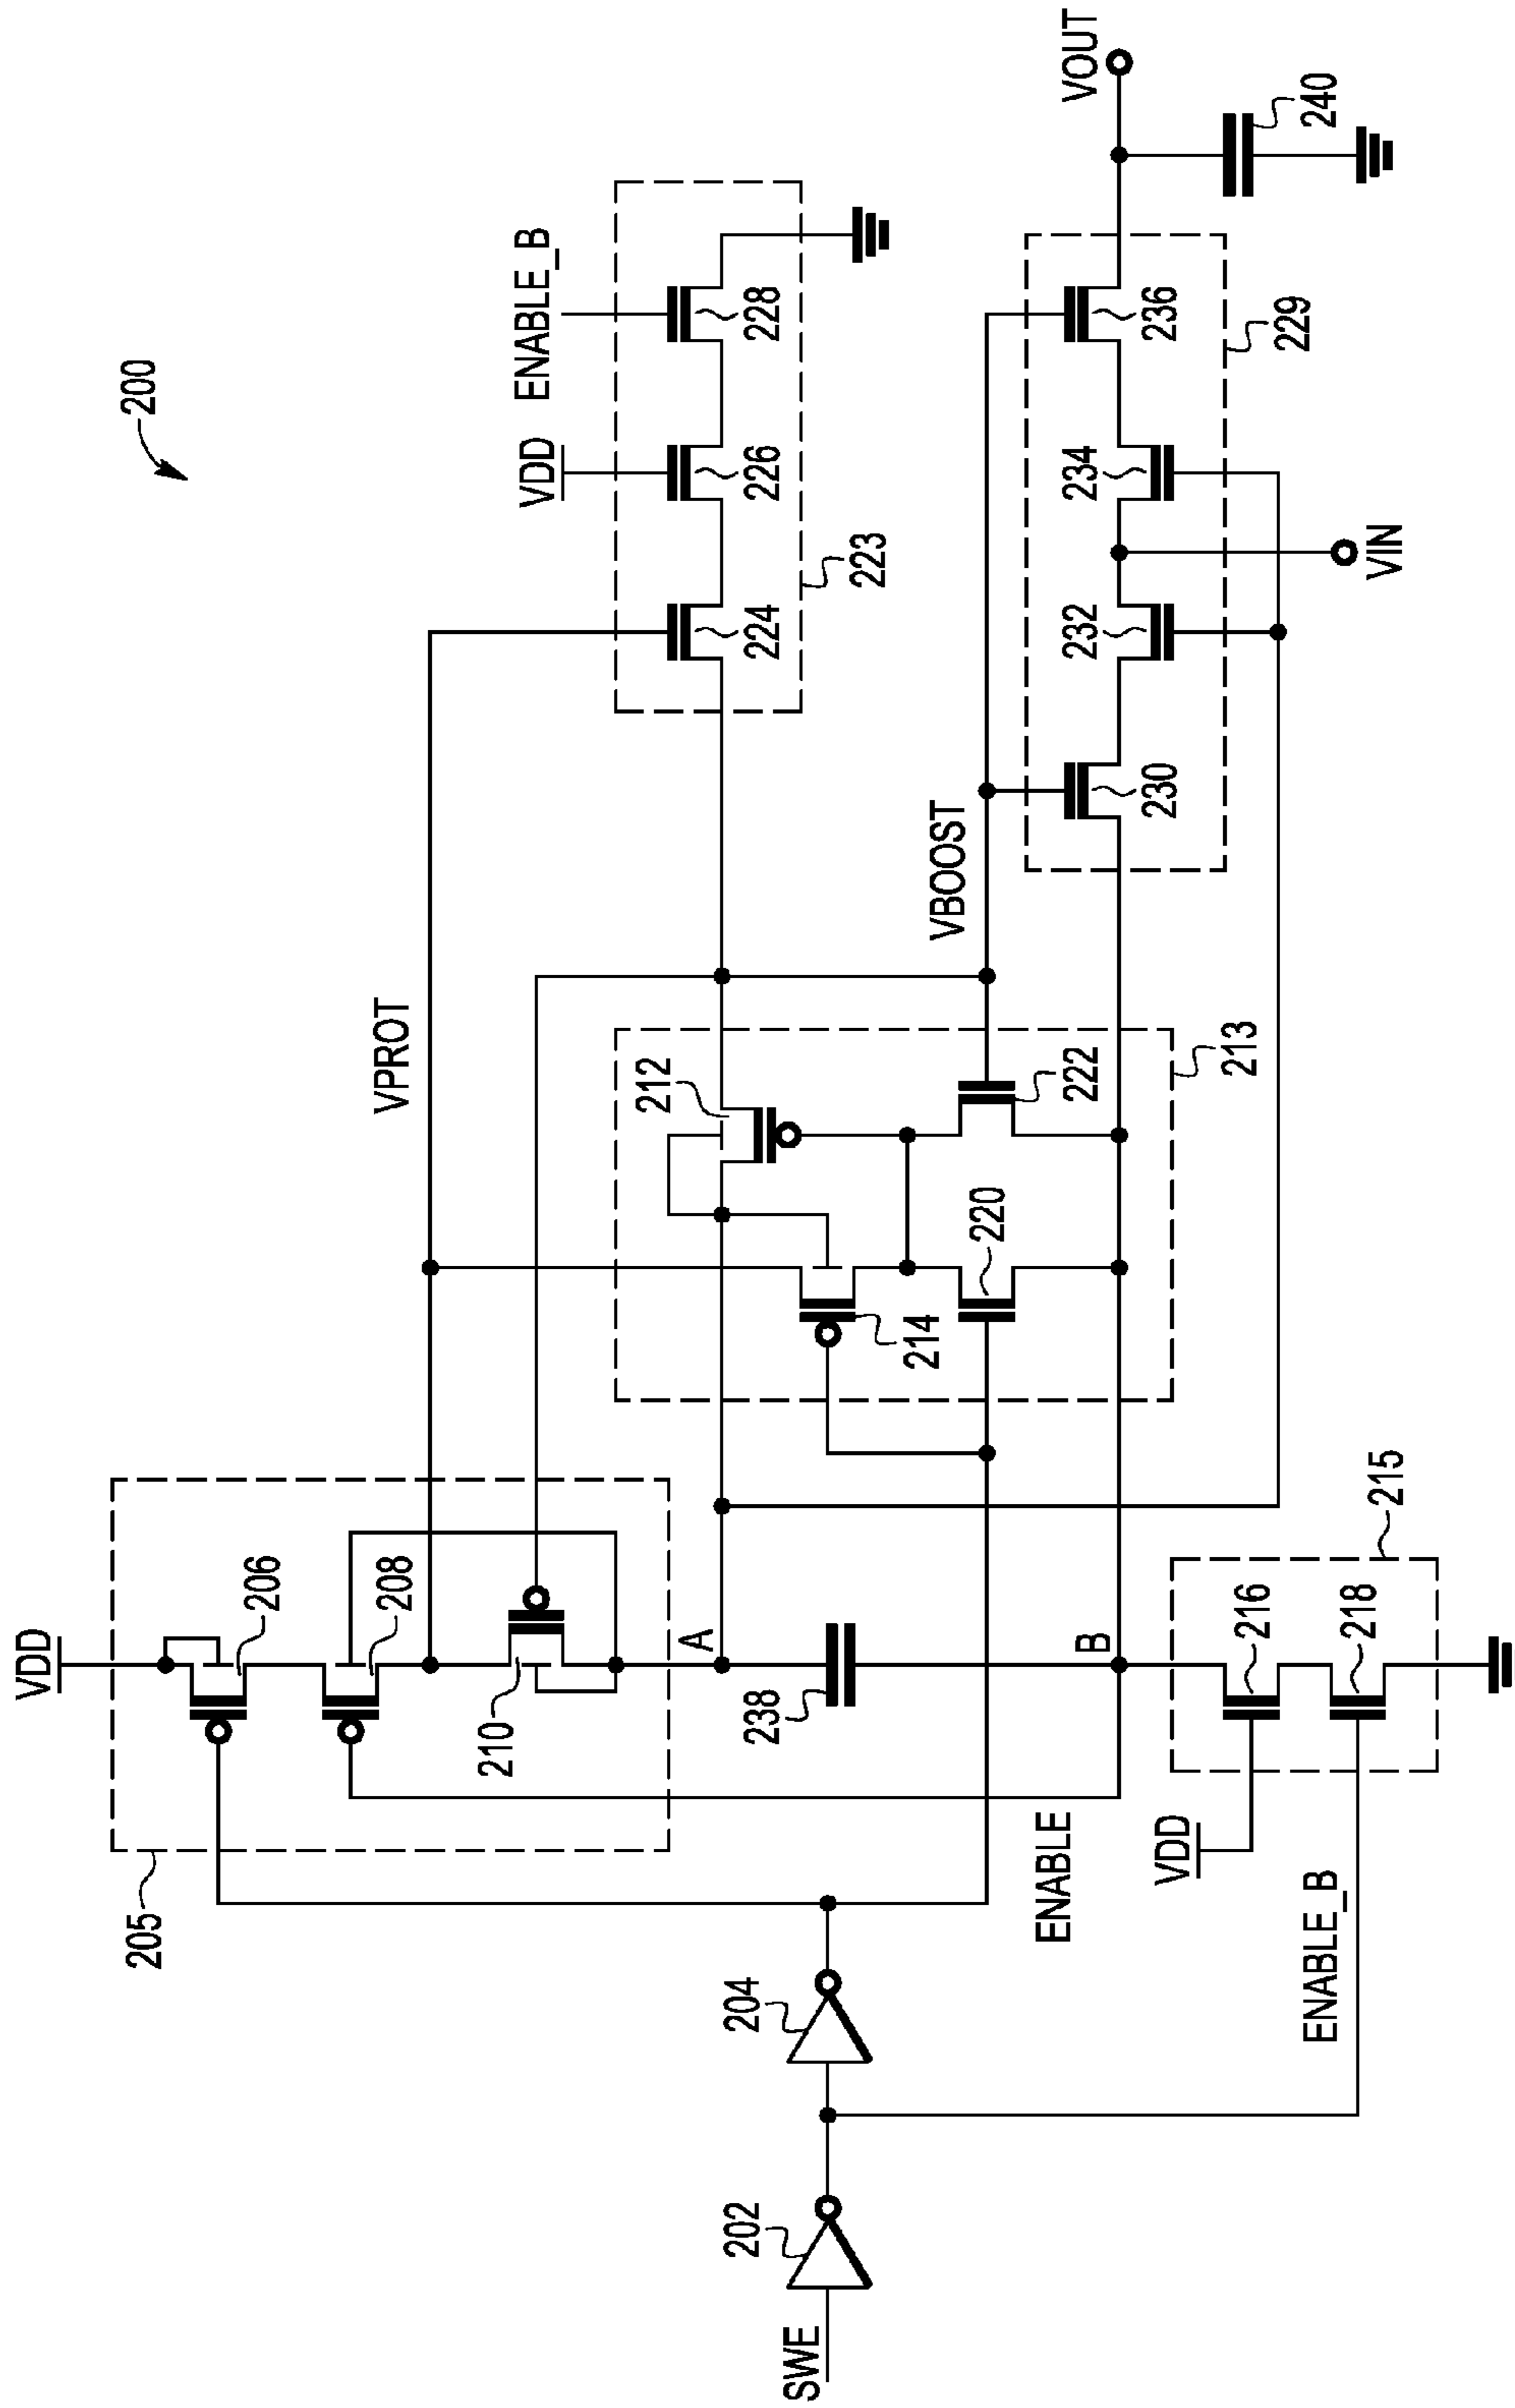 200
VDD
205
206
208
210
VPROT
VDD
ENABLE_B
224
226
228
223
A
238
B
212
214
220
222
213
VBOOST
230
232
234
236
229
VIN
VOUT
240
SWE
202
204
ENABLE
ENABLE_B
VDD
216
218
215